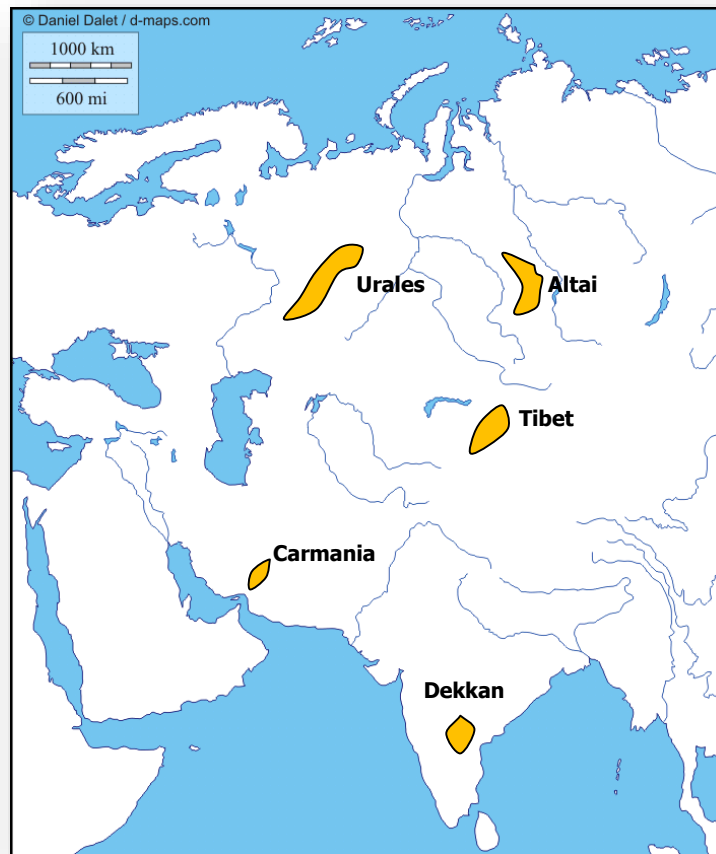 © Daniel Dalet / d-maps.com
1000 km
600 mi
Urales
Altai
Tibet
Carmania
Dekkan